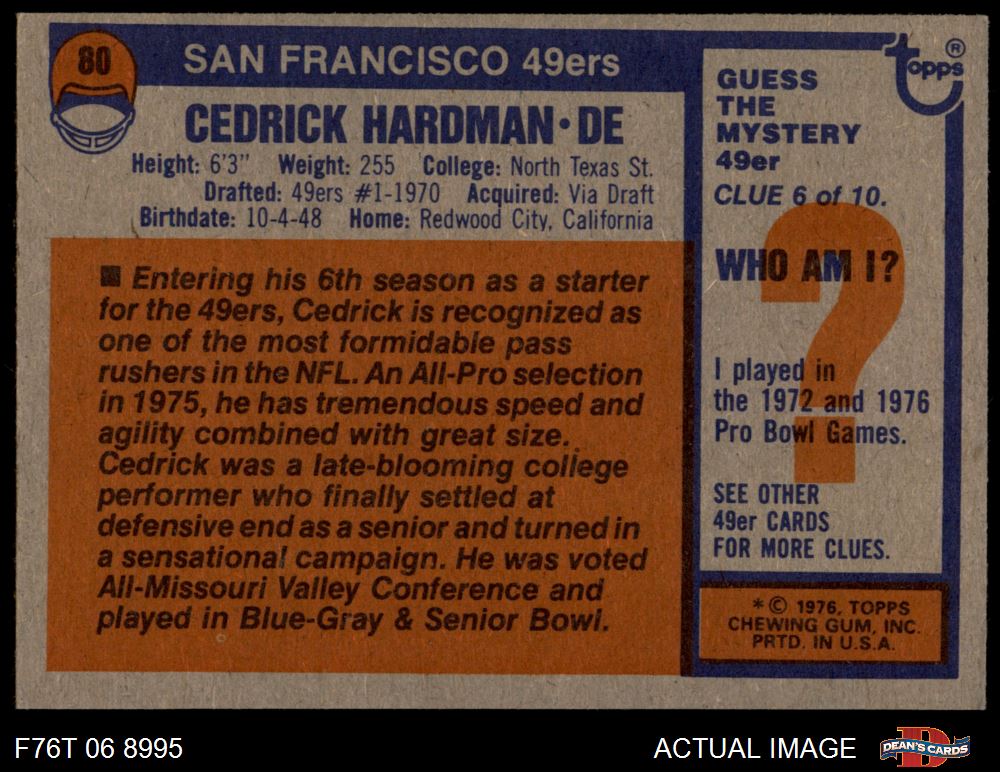 80
SAN FRANCISCO 49ers
CEDRICK HARDMAN • DE
Height: 6'3" Weight: 255 College: North Texas St.
Drafted: 49ers #1-1970 Acquired: Via Draft
Birthdate: 10-4-48 Home: Redwood City, California
■ Entering his 6th season as a starter
for the 49ers, Cedrick is recognized as
one of the most formidable pass
rushers in the NFL. An All-Pro selection
in 1975, he has tremendous speed and
agility combined with great size.
Cedrick was a late-blooming college
performer who finally settled at
defensive end as a senior and turned in
a sensational campaign. He was voted
All-Missouri Valley Conference and
played in Blue-Gray & Senior Bowl.
topps ®
GUESS
THE
MYSTERY
49er
CLUE 6 of 10.
?
WHO AM I?
I played in
the 1972 and 1976
Pro Bowl Games.
SEE OTHER
49er CARDS
FOR MORE CLUES.
* © 1976, TOPPS
CHEWING GUM, INC.
PRTD. IN U.S.A.
F76T 06 8995
ACTUAL IMAGE
D
DEAN'S CARDS